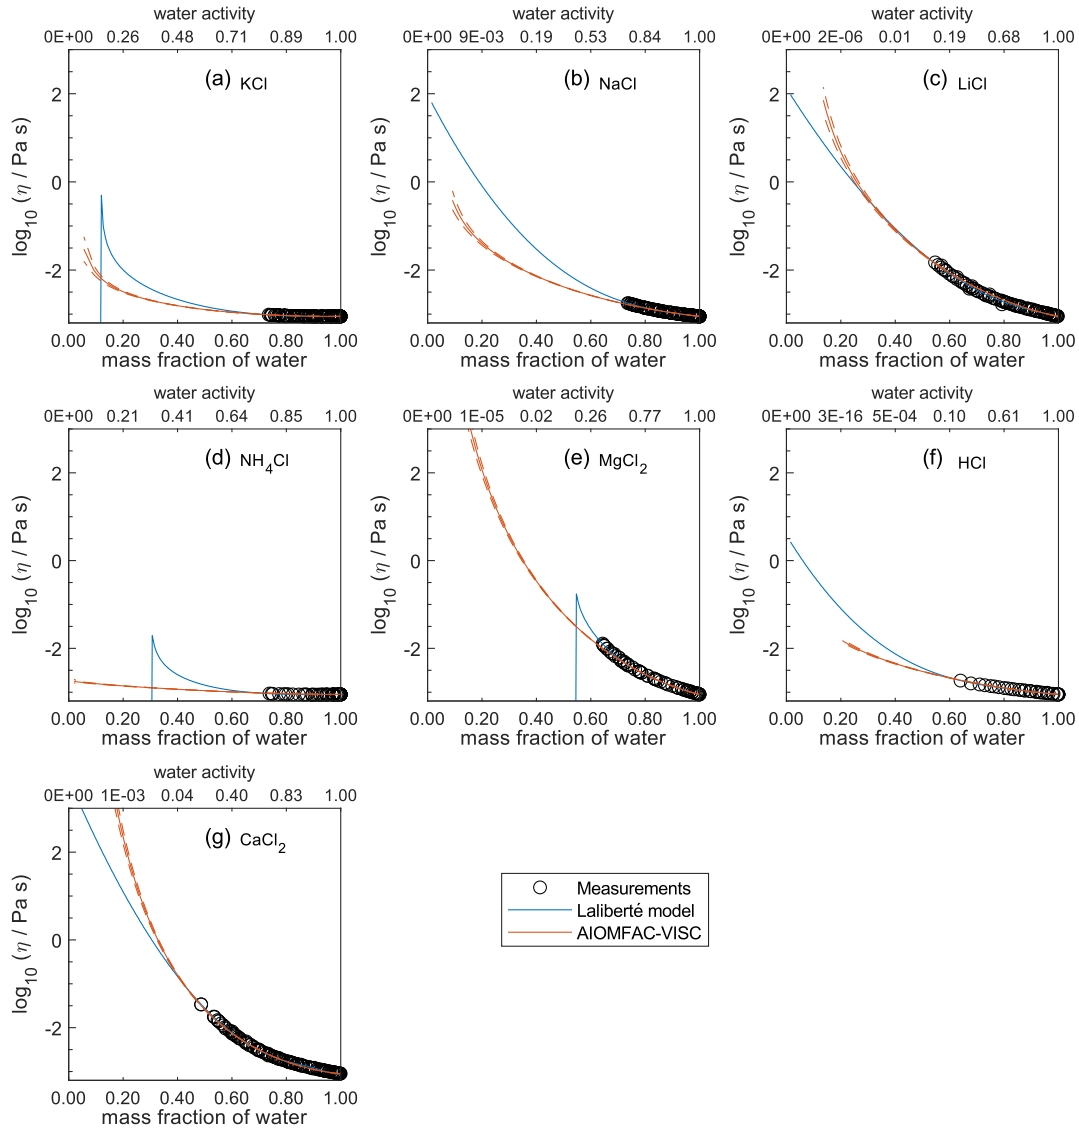 water activity
0E+00 0.26 0.48 0.71 0.89 1.00
(a) KCl
log10 (η / Pa s)
2
0
-2
0.00 0.20 0.40 0.60 0.80 1.00
mass fraction of water
water activity
0E+00 9E-03 0.19 0.53 0.84 1.00
(b) NaCl
log10 (η / Pa s)
2
0
-2
0.00 0.20 0.40 0.60 0.80 1.00
mass fraction of water
water activity
0E+00 2E-06 0.01 0.19 0.68 1.00
(c) LiCl
log10 (η / Pa s)
2
0
-2
0.00 0.20 0.40 0.60 0.80 1.00
mass fraction of water
water activity
0E+00 0.21 0.41 0.64 0.85 1.00
(d) NH4Cl
log10 (η / Pa s)
2
0
-2
0.00 0.20 0.40 0.60 0.80 1.00
mass fraction of water
water activity
0E+00 1E-05 0.02 0.26 0.77 1.00
(e) MgCl2
log10 (η / Pa s)
2
0
-2
0.00 0.20 0.40 0.60 0.80 1.00
mass fraction of water
water activity
0E+00 3E-16 5E-04 0.10 0.61 1.00
(f) HCl
log10 (η / Pa s)
2
0
-2
0.00 0.20 0.40 0.60 0.80 1.00
mass fraction of water
water activity
0E+00 1E-03 0.04 0.40 0.83 1.00
(g) CaCl2
log10 (η / Pa s)
2
0
-2
0.00 0.20 0.40 0.60 0.80 1.00
mass fraction of water
Measurements
Laliberté model
AIOMFAC-VISC